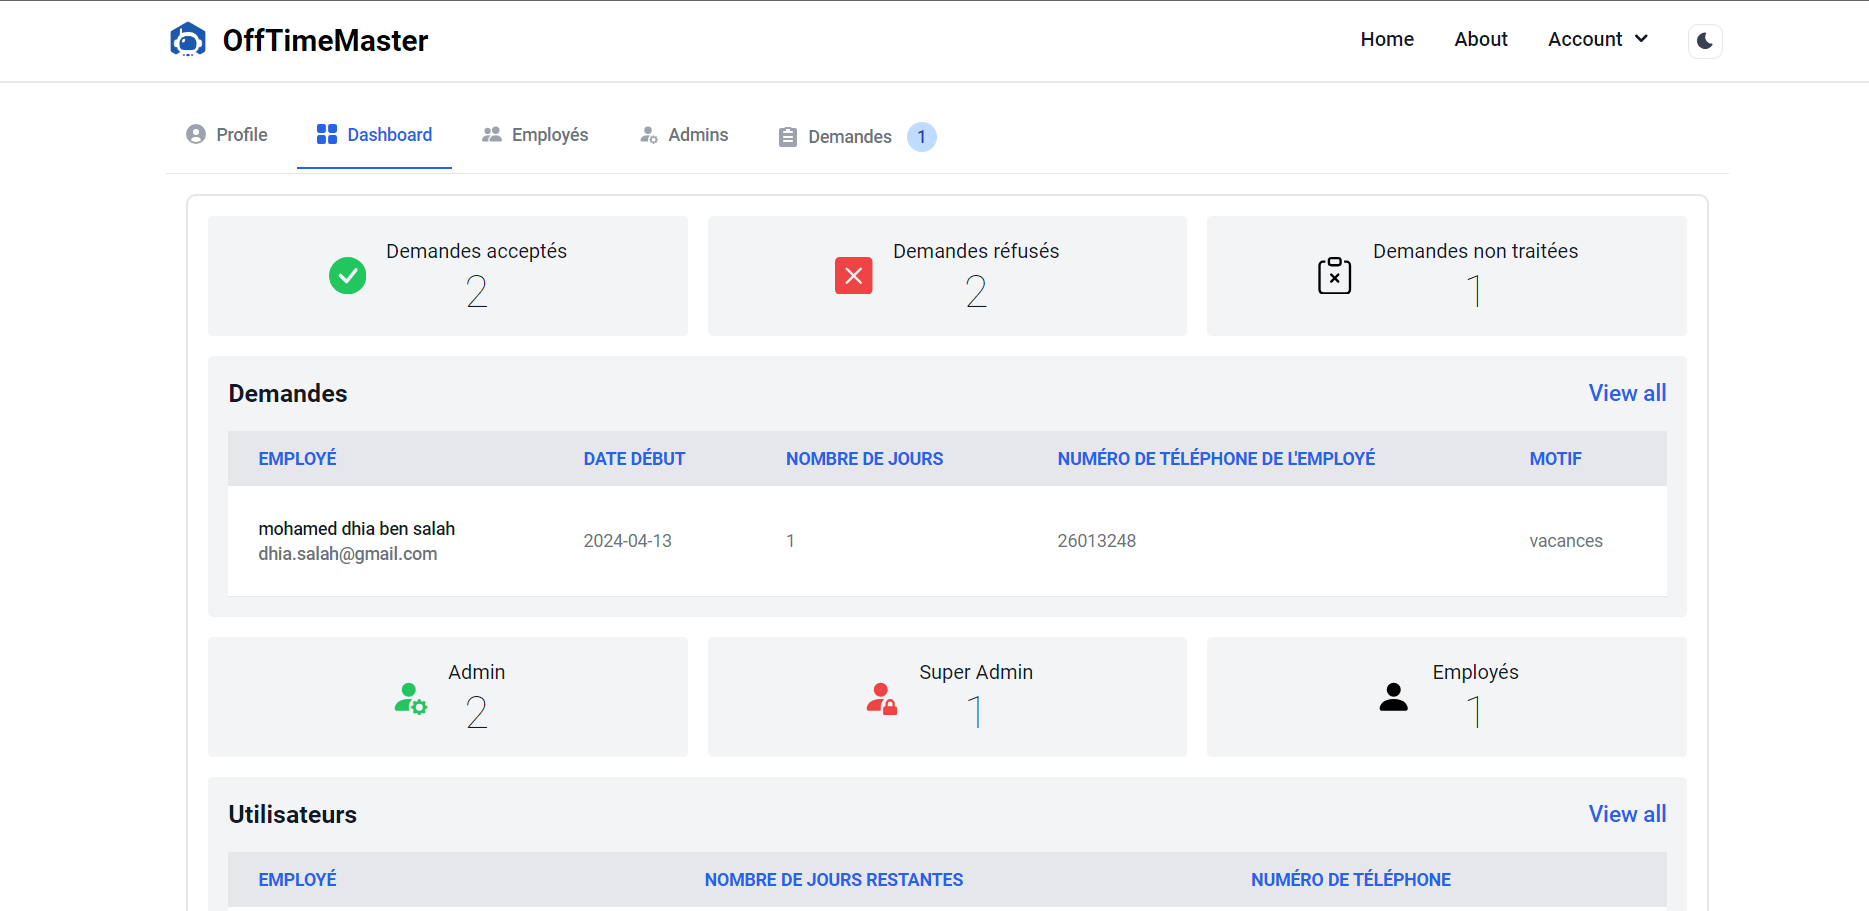 OffTimeMaster
Home About Account
Profile Dashboard Employés Admins Demandes 1
Demandes acceptés
2
Demandes réfusés
2
Demandes non traitées
1
Demandes View all
EMPLOYÉ DATE DÉBUT NOMBRE DE JOURS NUMÉRO DE TÉLÉPHONE DE L'EMPLOYÉ MOTIF
mohamed dhia ben salah
dhia.salah@gmail.com
2024-04-13 1 26013248 vacances
Admin
2
Super Admin
1
Employés
1
Utilisateurs View all
EMPLOYÉ NOMBRE DE JOURS RESTANTES NUMÉRO DE TÉLÉPHONE